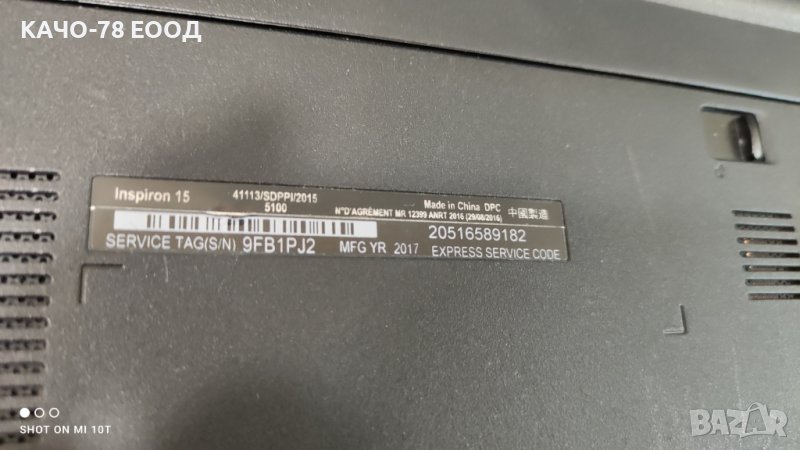 КАЧО-78 ЕООД
Inspiron 15 41113/SDPPI/2015 Made in China DPC 中國製造
5100 N°D'AGRÉMENT MR 12399 ANRT 2016 (29/08/2016)
20516589182
SERVICE TAG(S/N) 9FB1PJ2 MFG YR 2017 EXPRESS SERVICE CODE
SHOT ON MI 10T
BAZAR